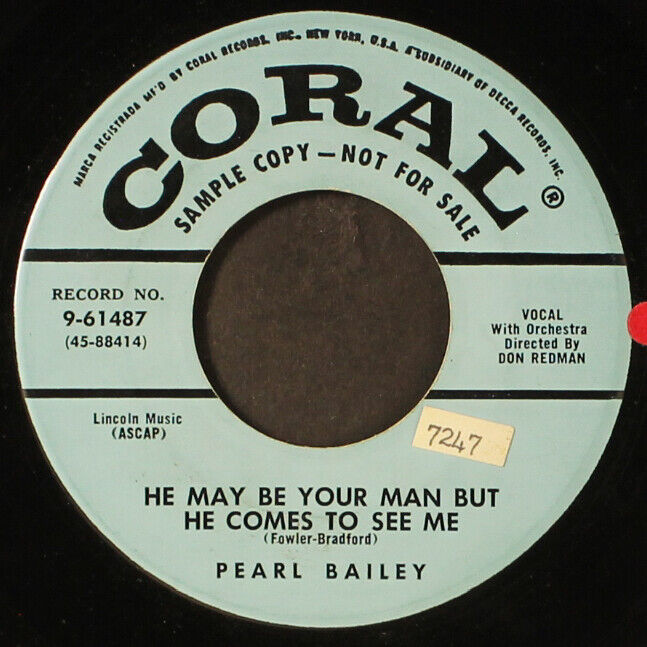 MARCA REGISTRADA MF'D BY CORAL RECORDS, INC. NEW YORK, U.S.A. A SUBSIDIARY OF DECCA RECORDS, INC.
CORAL®
SAMPLE COPY – NOT FOR SALE
RECORD NO.
9-61487
(45-88414)
VOCAL
With Orchestra
Directed By
DON REDMAN
Lincoln Music
(ASCAP)
7247
HE MAY BE YOUR MAN BUT
HE COMES TO SEE ME
(Fowler-Bradford)
PEARL BAILEY